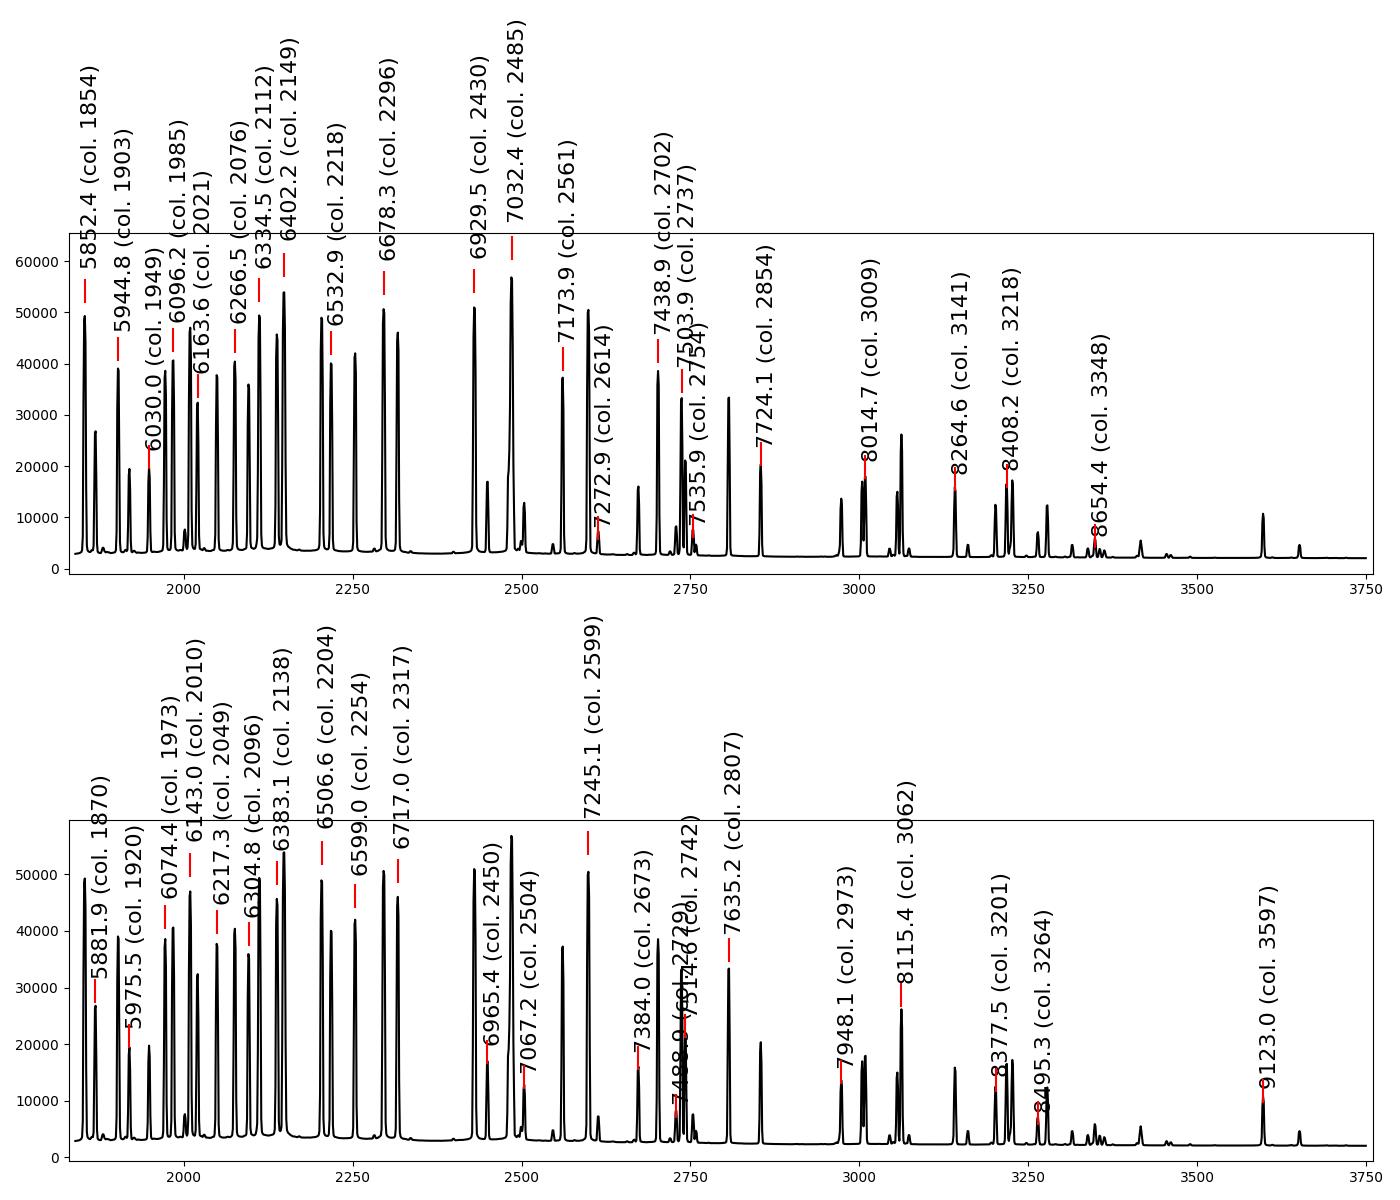 5852.4 (col. 1854)
5944.8 (col. 1903)
6030.0 (col. 1949)
6096.2 (col. 1985)
6163.6 (col. 2021)
6266.5 (col. 2076)
6334.5 (col. 2112)
6402.2 (col. 2149)
6532.9 (col. 2218)
6678.3 (col. 2296)
6929.5 (col. 2430)
7032.4 (col. 2485)
7173.9 (col. 2561)
7272.9 (col. 2614)
7438.9 (col. 2702)
7503.9 (col. 2737)
7535.9 (col. 2754)
7724.1 (col. 2854)
8014.7 (col. 3009)
8264.6 (col. 3141)
8408.2 (col. 3218)
8654.4 (col. 3348)
60000
50000
40000
30000
20000
10000
0
2000 2250 2500 2750 3000 3250 3500 3750
5881.9 (col. 1870)
5975.5 (col. 1920)
6074.4 (col. 1973)
6143.0 (col. 2010)
6217.3 (col. 2049)
6304.8 (col. 2096)
6383.1 (col. 2138)
6506.6 (col. 2204)
6599.0 (col. 2254)
6717.0 (col. 2317)
6965.4 (col. 2450)
7067.2 (col. 2504)
7245.1 (col. 2599)
7384.0 (col. 2673)
7488.9 (col. 2729)
7514.6 (col. 2742)
7635.2 (col. 2807)
7948.1 (col. 2973)
8115.4 (col. 3062)
8377.5 (col. 3201)
8495.3 (col. 3264)
9123.0 (col. 3597)
50000
40000
30000
20000
10000
0
2000 2250 2500 2750 3000 3250 3500 3750